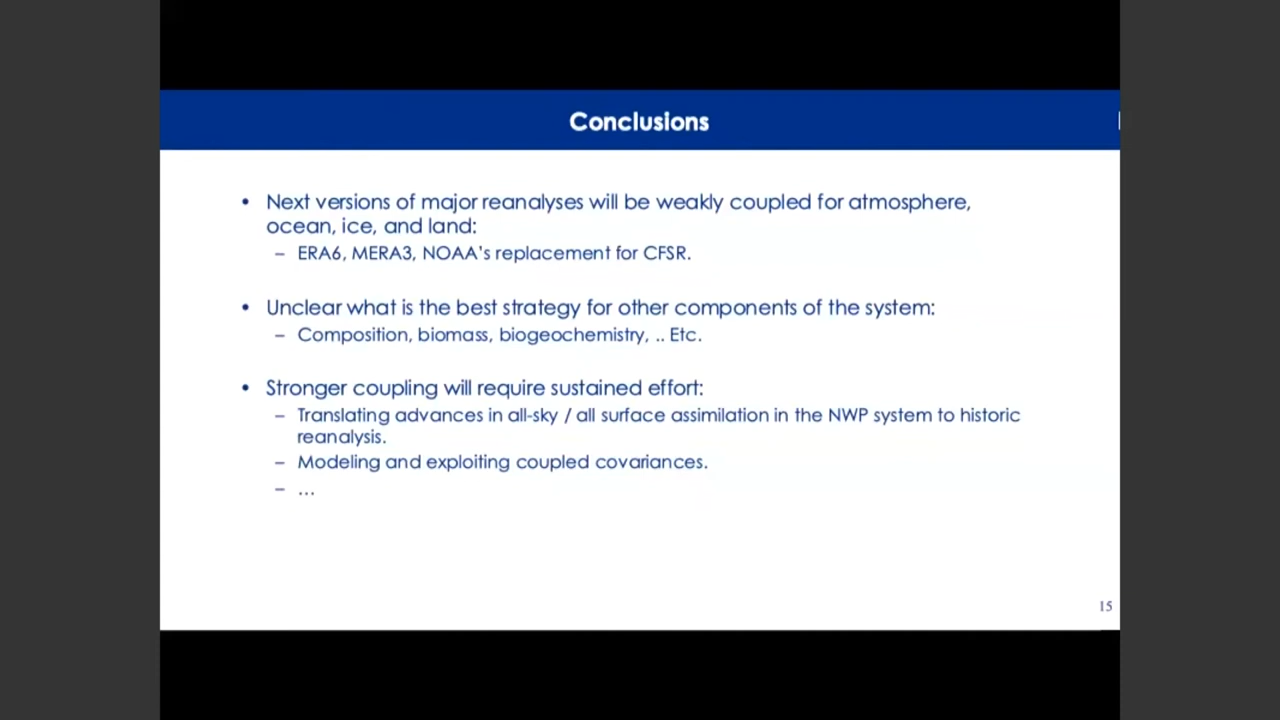 Conclusions
• Next versions of major reanalyses will be weakly coupled for atmosphere,
ocean, ice, and land:
– ERA6, MERA3, NOAA's replacement for CFSR.
• Unclear what is the best strategy for other components of the system:
– Composition, biomass, biogeochemistry, .. Etc.
• Stronger coupling will require sustained effort:
– Translating advances in all-sky / all surface assimilation in the NWP system to historic
reanalysis.
– Modeling and exploiting coupled covariances.
– ...
15